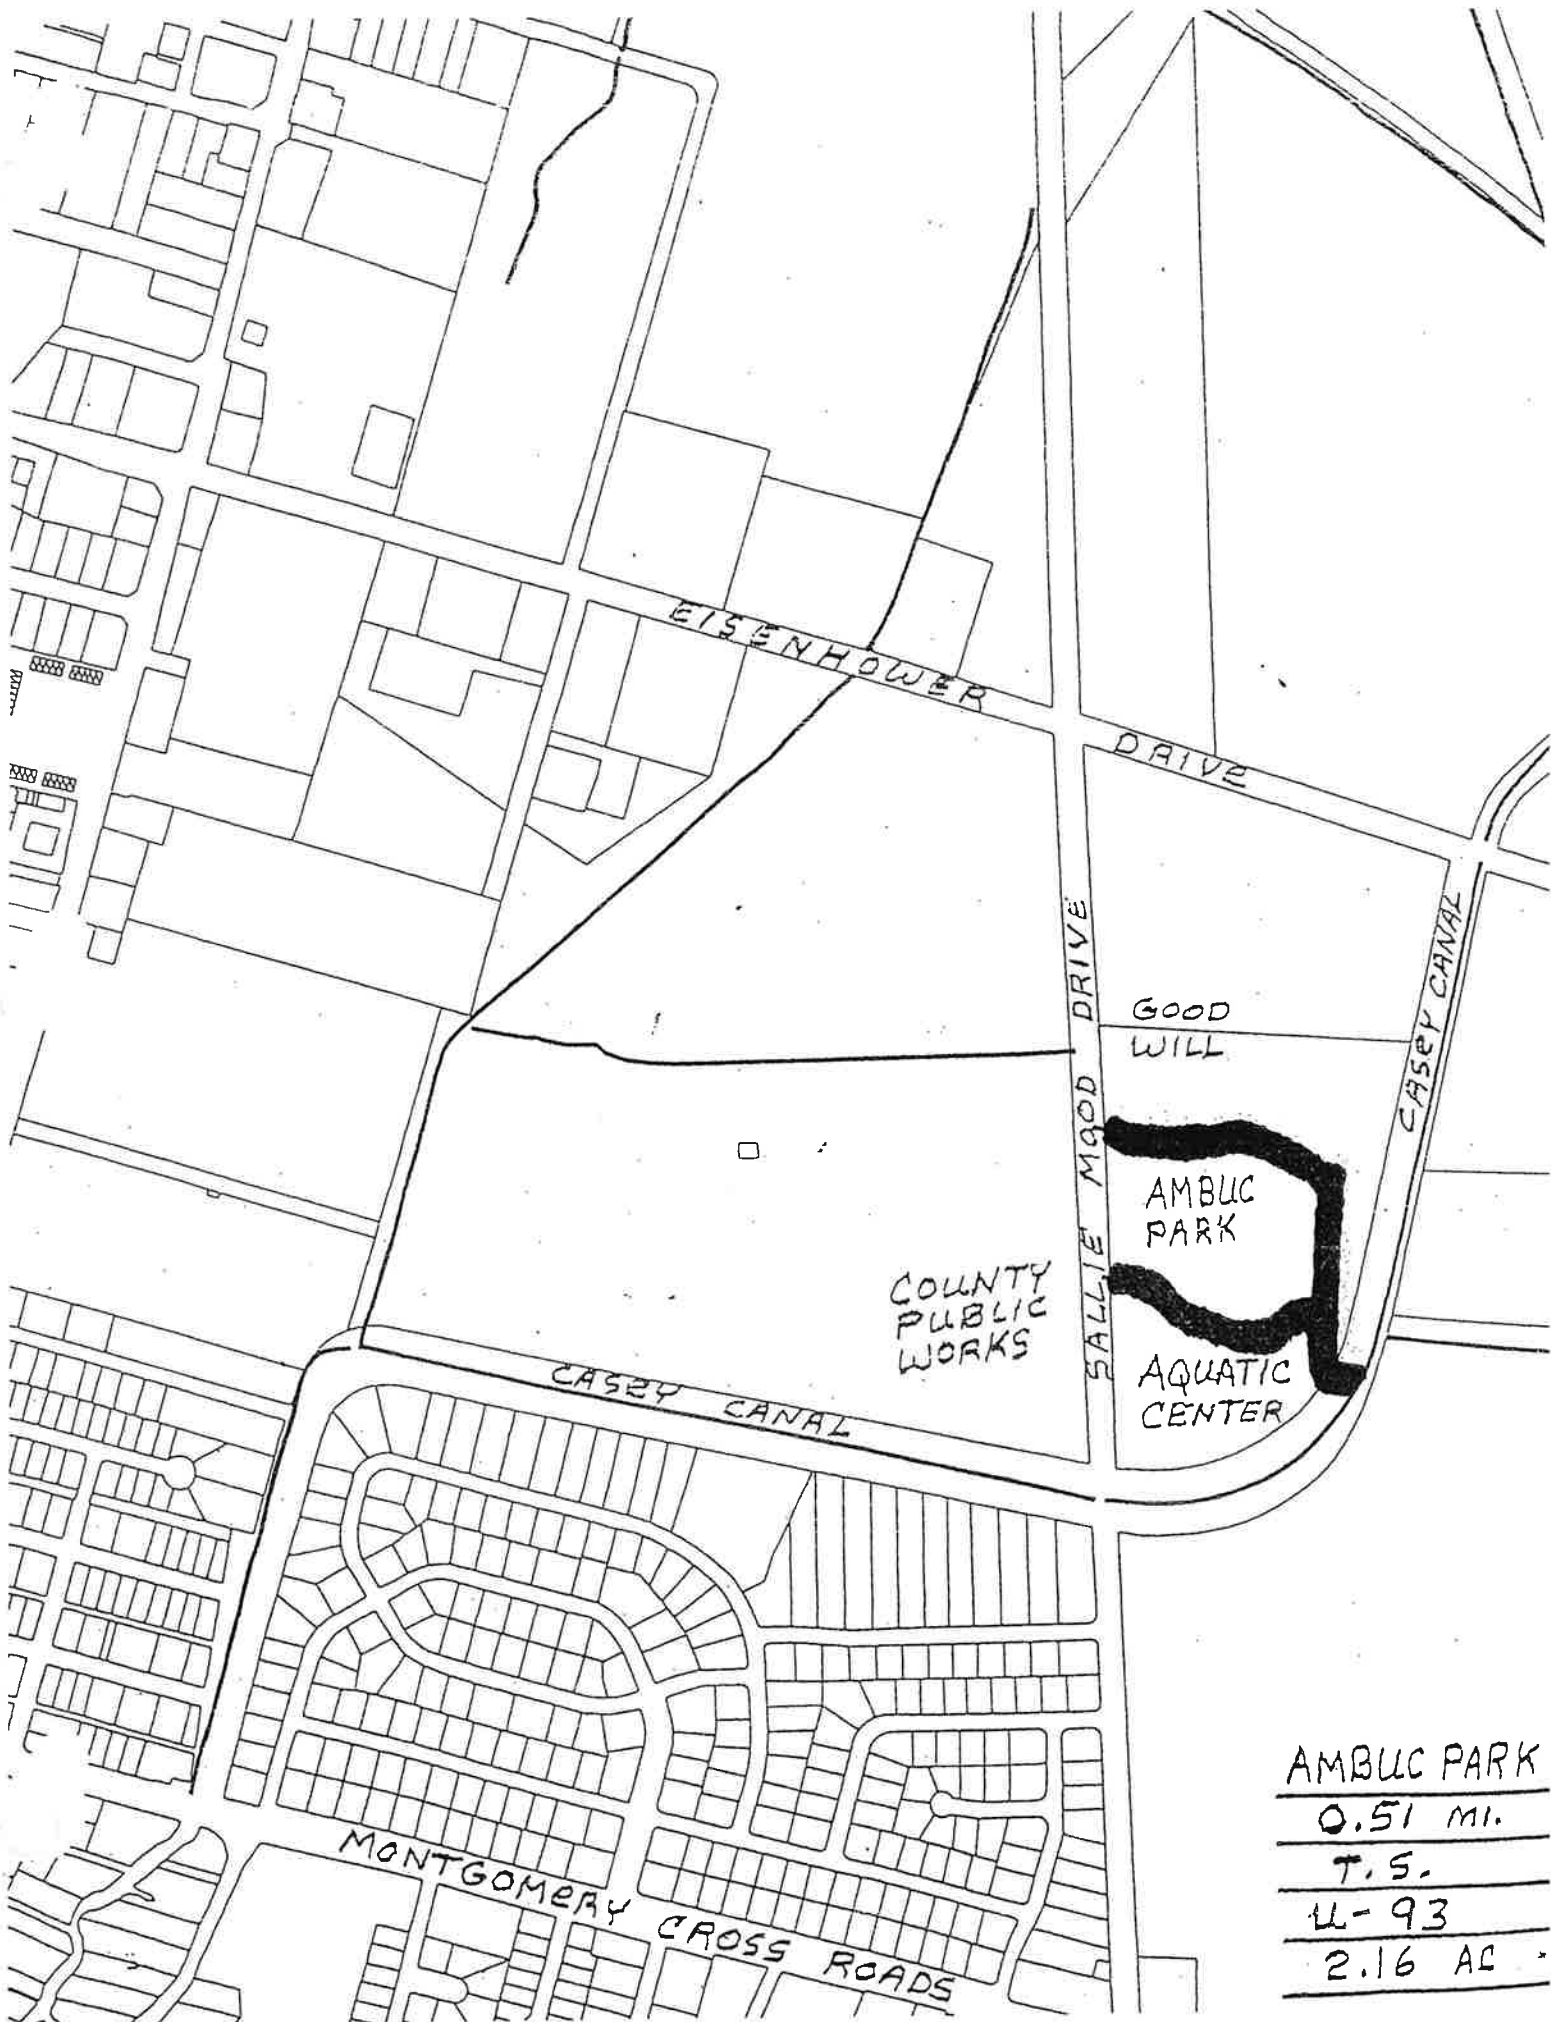 EISENHOWER DRIVE
SALLIE MOOD DRIVE
GOOD
WILL
CASEY CANAL
AMBUC
PARK
COUNTY
PUBLIC
WORKS
AQUATIC
CENTER
CASEY CANAL
MONTGOMERY CROSS ROADS
AMBUC PARK
0.51 MI.
T.S.
U-93
2.16 AC